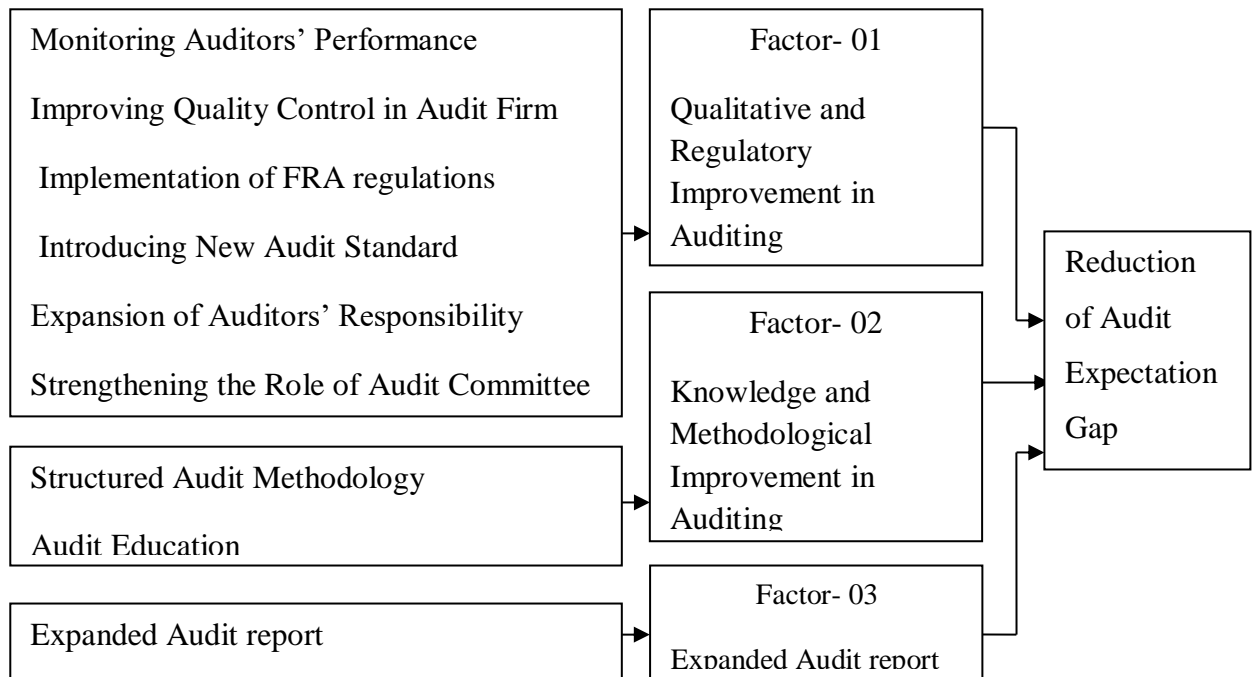 Monitoring Auditors’ Performance
Improving Quality Control in Audit Firm
Implementation of FRA regulations
Introducing New Audit Standard
Expansion of Auditors’ Responsibility
Strengthening the Role of Audit Committee
Structured Audit Methodology
Audit Education
Expanded Audit report
Factor- 01
Qualitative and
Regulatory
Improvement in
Auditing
Factor- 02
Knowledge and
Methodological
Improvement in
Auditing
Factor- 03
Expanded Audit report
Reduction
of Audit
Expectation
Gap